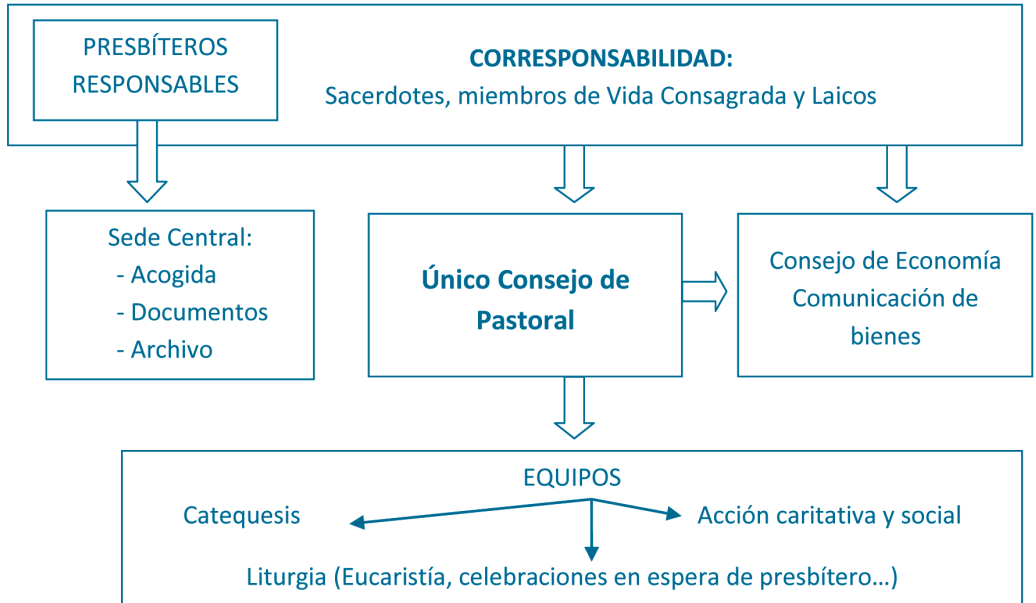 PRESBÍTEROS
RESPONSABLES
CORRESPONSABILIDAD:
Sacerdotes, miembros de Vida Consagrada y Laicos
Sede Central:
- Acogida
- Documentos
- Archivo
Único Consejo de
Pastoral
Consejo de Economía
Comunicación de
bienes
EQUIPOS
Catequesis
Acción caritativa y social
Liturgia (Eucaristía, celebraciones en espera de presbítero…)